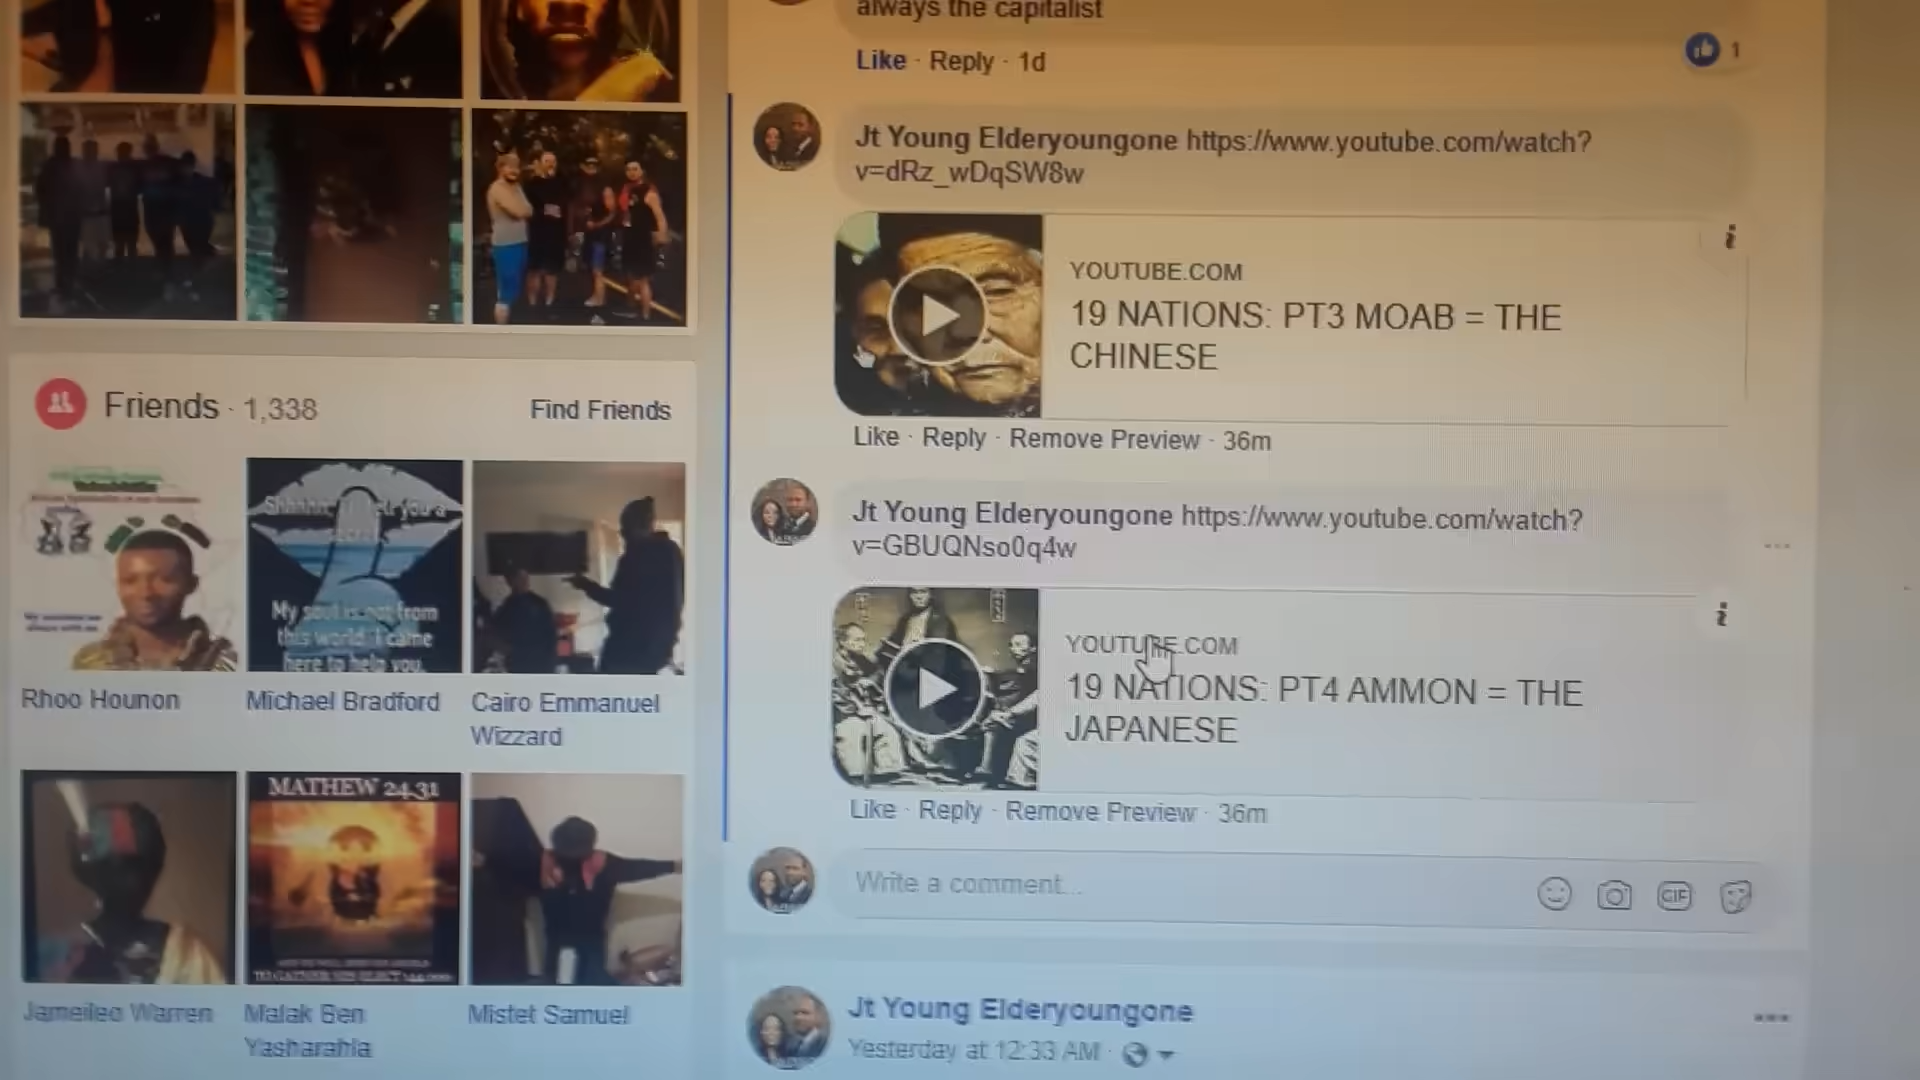 always the capitalist
Like · Reply · 1d
1
Jt Young Elderyoungone https://www.youtube.com/watch?
v=dRz_wDqSW8w
YOUTUBE.COM
19 NATIONS: PT3 MOAB = THE
CHINESE
Like · Reply · Remove Preview · 36m
Jt Young Elderyoungone https://www.youtube.com/watch?
v=GBUQNso0q4w
YOUTUBE.COM
19 NATIONS: PT4 AMMON = THE
JAPANESE
Like · Reply · Remove Preview · 36m
Write a comment...
GIF
Jt Young Elderyoungone
Yesterday at 12:33 AM ·
Friends · 1,338
Find Friends
My soul is not from
this world. I came
here to help you.
Rhoo Hounon
Michael Bradford
Cairo Emmanuel
Wizzard
MATHEW 24:31
Jameileo Warren
Malak Ben
Yasharahla
Mistet Samuel